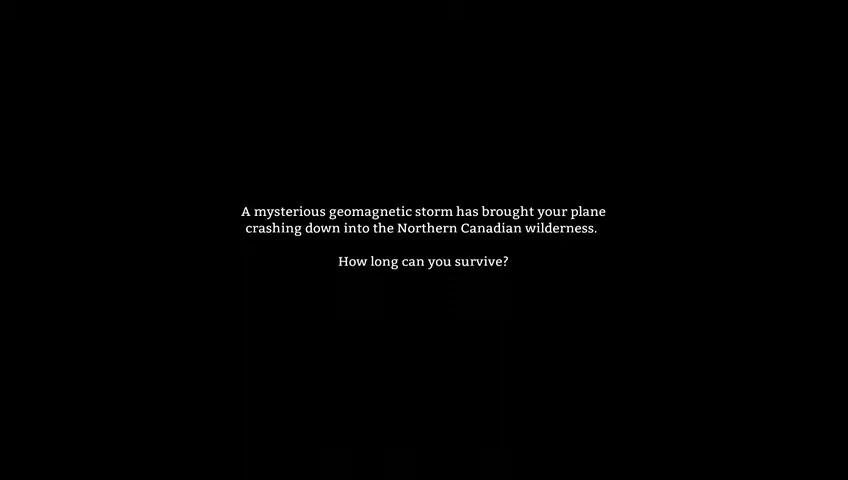 A mysterious geomagnetic storm has brought your plane
crashing down into the Northern Canadian wilderness.
How long can you survive?